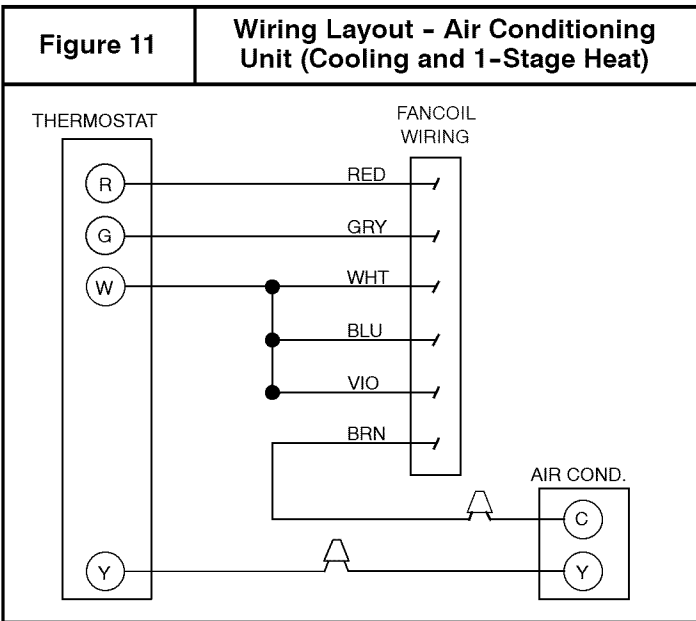 Figure 11
Wiring Layout – Air Conditioning
Unit (Cooling and 1-Stage Heat)
THERMOSTAT
FANCOIL
WIRING
R
RED
G
GRY
W
WHT
BLU
VIO
BRN
AIR COND.
C
Y
Y